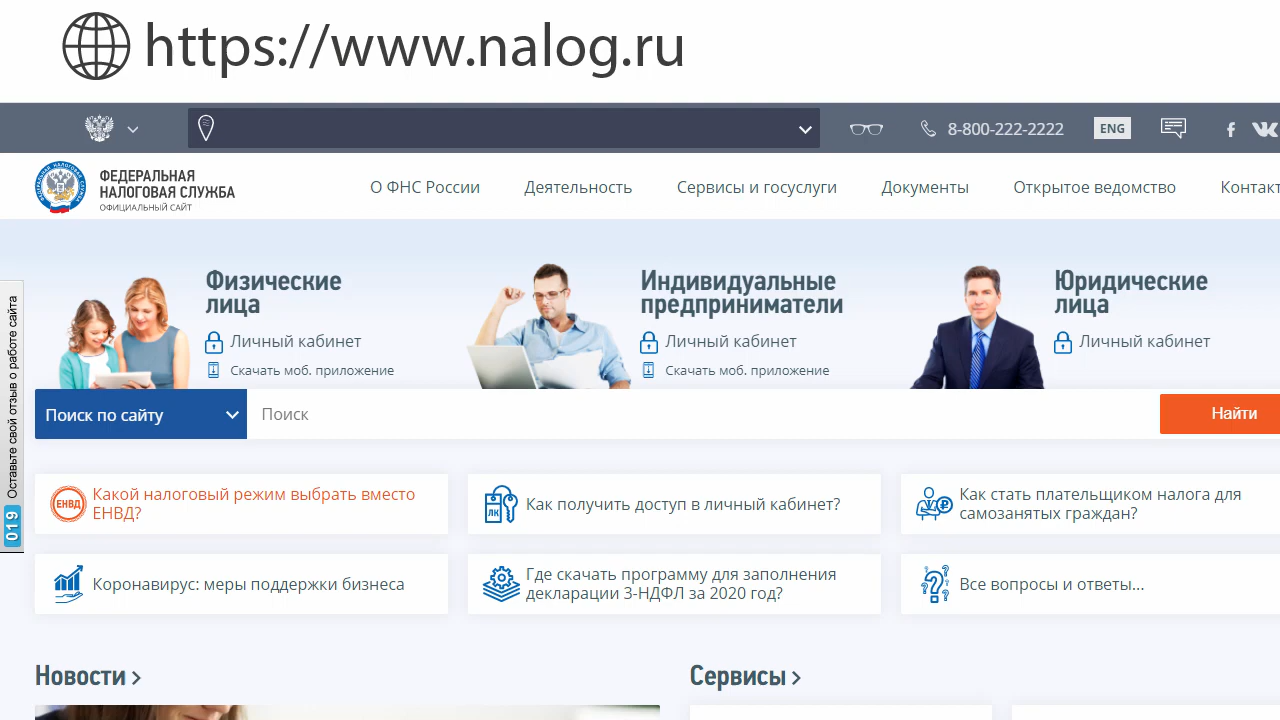 https://www.nalog.ru
8-800-222-2222
ENG
ФЕДЕРАЛЬНАЯ
НАЛОГОВАЯ СЛУЖБА
ОФИЦИАЛЬНЫЙ САЙТ
О ФНС России
Деятельность
Сервисы и госуслуги
Документы
Открытое ведомство
Контакт
Физические
лица
Личный кабинет
Скачать моб. приложение
Индивидуальные
предприниматели
Личный кабинет
Скачать моб. приложение
Юридические
лица
Личный кабинет
Оставьте свой отзыв о работе сайта
019
Поиск по сайту
Поиск
Найти
ЕНВД
Какой налоговый режим выбрать вместо
ЕНВД?
ЛК
Как получить доступ в личный кабинет?
Как стать плательщиком налога для
самозанятых граждан?
Коронавирус: меры поддержки бизнеса
Где скачать программу для заполнения
декларации 3-НДФЛ за 2020 год?
Все вопросы и ответы...
Новости
Сервисы